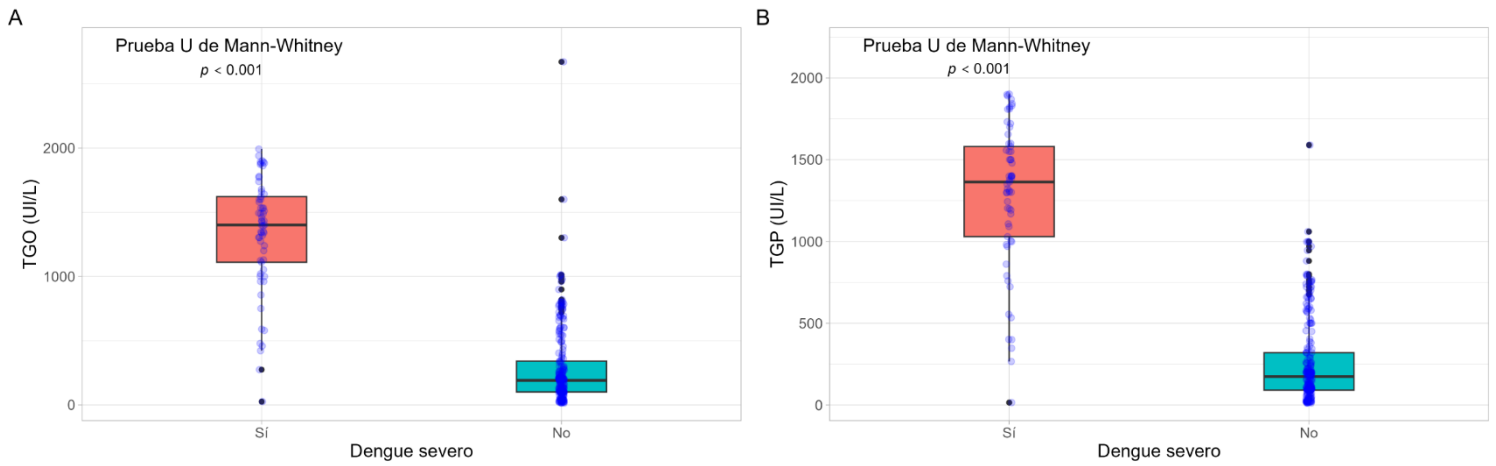 A
Prueba U de Mann-Whitney
p < 0.001
TGO (UI/L)
2000
1000
0
Sí
No
Dengue severo
B
Prueba U de Mann-Whitney
p < 0.001
TGP (UI/L)
2000
1500
1000
500
0
Sí
No
Dengue severo